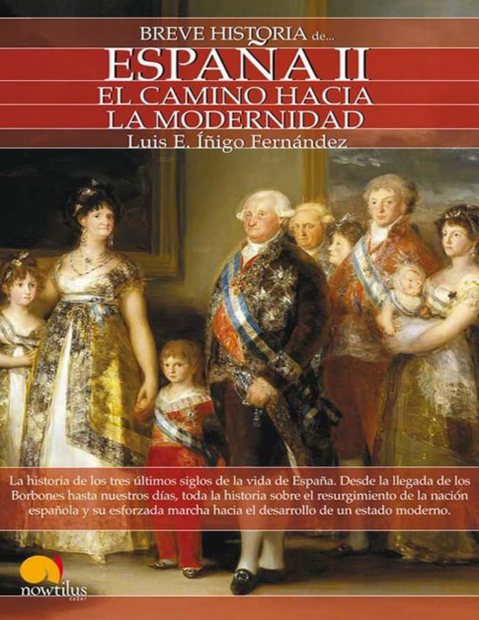 BREVE HISTORIA de...
ESPAÑA II
EL CAMINO HACIA
LA MODERNIDAD
Luis E. Íñigo Fernández
La historia de los tres últimos siglos de la vida de España. Desde la llegada de los
Borbones hasta nuestros días, toda la historia sobre el resurgimiento de la nación
española y su esforzada marcha hacia el desarrollo de un estado moderno.
nowtilus